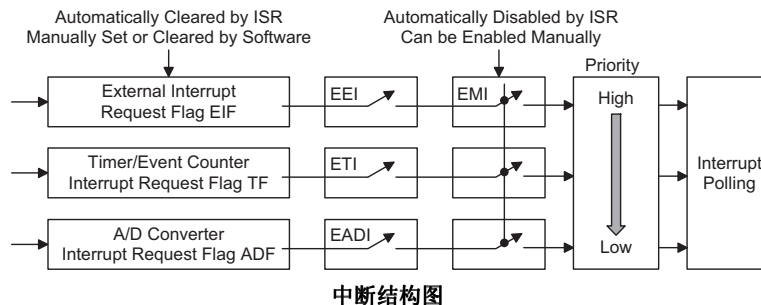 Automatically Cleared by ISR
Manually Set or Cleared by Software
Automatically Disabled by ISR
Can be Enabled Manually
Priority
External Interrupt
Request Flag EIF
EEI
EMI
High
Timer/Event Counter
Interrupt Request Flag TF
ETI
Interrupt
Polling
A/D Converter
Interrupt Request Flag ADF
EADI
Low
中断结构图